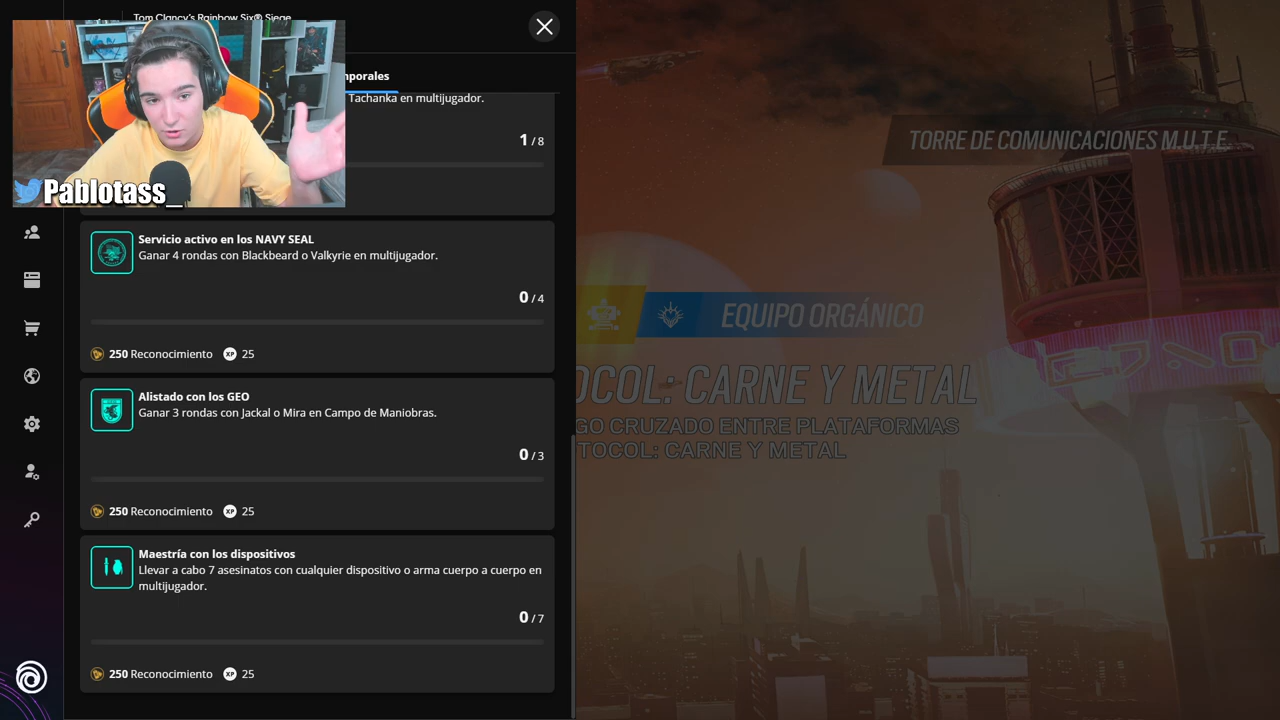 Tom Clancy's Rainbow Six® Siege
mporales
Tachanka en multijugador.
1 / 8
Pablotass_
Servicio activo en los NAVY SEAL
Ganar 4 rondas con Blackbeard o Valkyrie en multijugador.
0 / 4
250 Reconocimiento XP 25
Alistado con los GEO
Ganar 3 rondas con Jackal o Mira en Campo de Maniobras.
0 / 3
250 Reconocimiento XP 25
Maestría con los dispositivos
Llevar a cabo 7 asesinatos con cualquier dispositivo o arma cuerpo a cuerpo en
multijugador.
0 / 7
250 Reconocimiento XP 25
TORRE DE COMUNICACIONES M.U.T.E.
EQUIPO ORGÁNICO
OCOL: CARNE Y METAL
GO CRUZADO ENTRE PLATAFORMAS
TOCOL: CARNE Y METAL